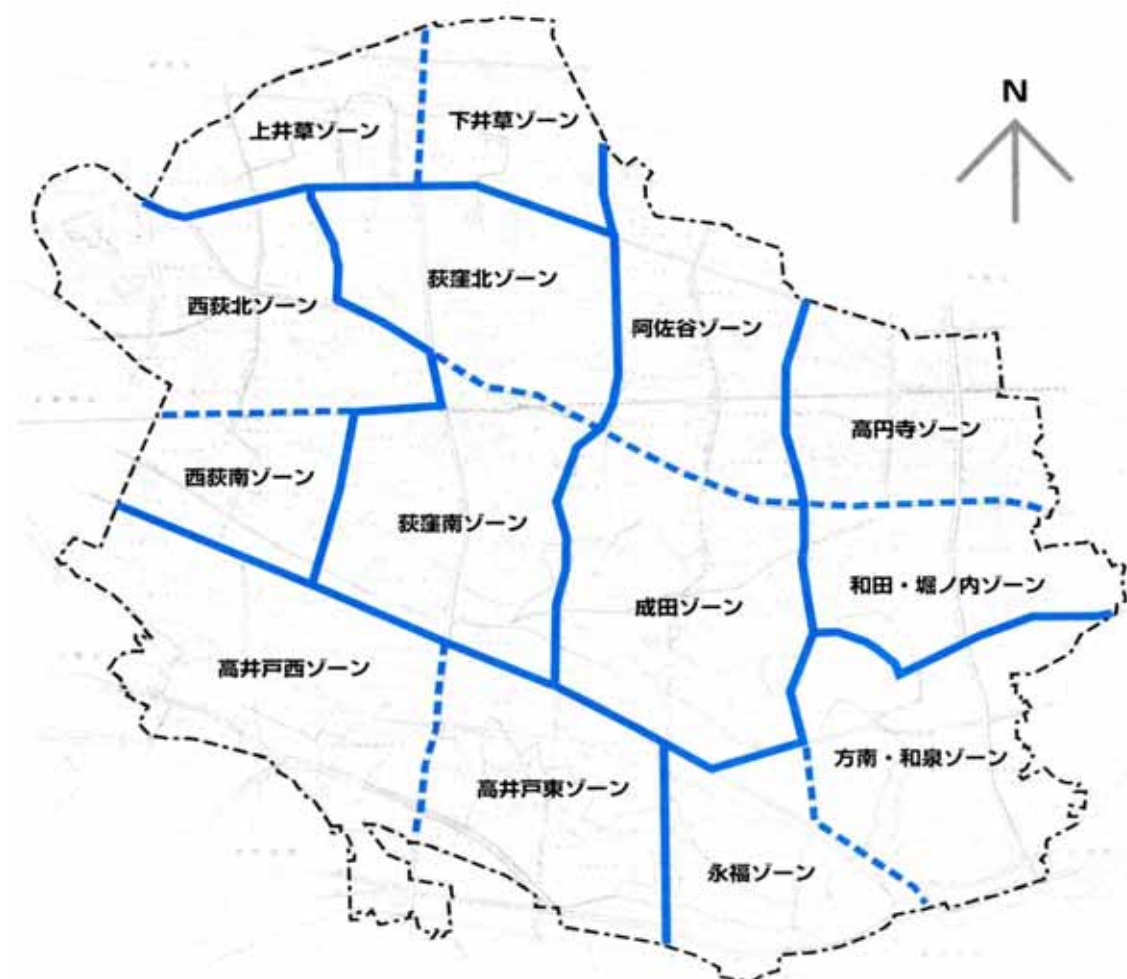 N
上井草ゾーン
下井草ゾーン
西荻北ゾーン
荻窪北ゾーン
阿佐谷ゾーン
高円寺ゾーン
西荻南ゾーン
荻窪南ゾーン
成田ゾーン
和田・堀ノ内ゾーン
高井戸西ゾーン
高井戸東ゾーン
方南・和泉ゾーン
永福ゾーン